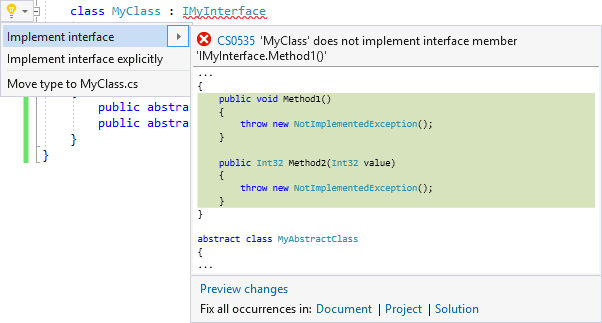 class MyClass : IMyInterface
Implement interface
Implement interface explicitly
Move type to MyClass.cs
public abstra
public abstra
}
}
CS0535 'MyClass' does not implement interface member
'IMyInterface.Method1()'
...
{
public void Method1()
{
throw new NotImplementedException();
}
public Int32 Method2(Int32 value)
{
throw new NotImplementedException();
}
}
abstract class MyAbstractClass
{
...
Preview changes
Fix all occurrences in: Document | Project | Solution